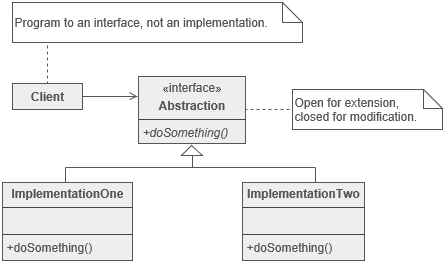 Program to an interface, not an implementation.
Client
«interface»
Abstraction
+doSomething()
Open for extension,
closed for modification.
ImplementationOne
+doSomething()
ImplementationTwo
+doSomething()